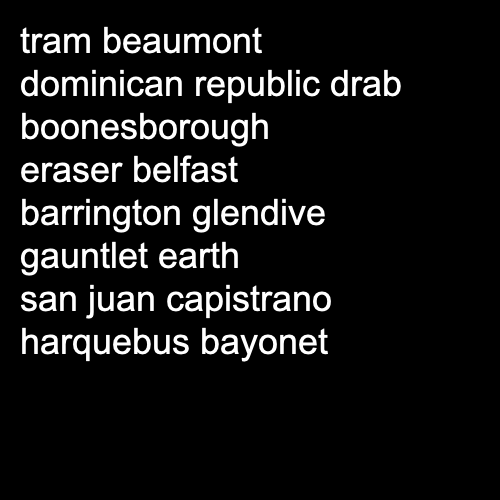 tram beaumont
dominican republic drab
boonesborough
eraser belfast
barrington glendive
gauntlet earth
san juan capistrano
harquebus bayonet